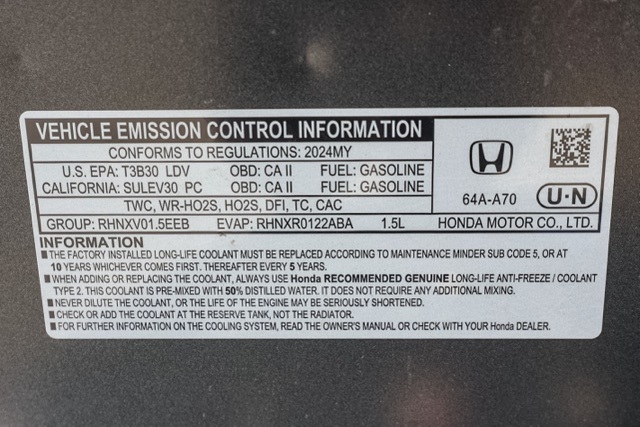 VEHICLE EMISSION CONTROL INFORMATION
CONFORMS TO REGULATIONS: 2024MY
U.S. EPA: T3B30 LDV OBD: CA II FUEL: GASOLINE
CALIFORNIA: SULEV30 PC OBD: CA II FUEL: GASOLINE
TWC, WR-HO2S, HO2S, DFI, TC, CAC
GROUP: RHNXV01.5EEB EVAP: RHNXR0122ABA 1.5L
64A-A70
U·N
HONDA MOTOR CO., LTD.
INFORMATION
■THE FACTORY INSTALLED LONG-LIFE COOLANT MUST BE REPLACED ACCORDING TO MAINTENANCE MINDER SUB CODE 5, OR AT
10 YEARS WHICHEVER COMES FIRST. THEREAFTER EVERY 5 YEARS.
■WHEN ADDING OR REPLACING THE COOLANT, ALWAYS USE Honda RECOMMENDED GENUINE LONG-LIFE ANTI-FREEZE / COOLANT
TYPE 2. THIS COOLANT IS PRE-MIXED WITH 50% DISTILLED WATER. IT DOES NOT REQUIRE ANY ADDITIONAL MIXING.
■NEVER DILUTE THE COOLANT, OR THE LIFE OF THE ENGINE MAY BE SERIOUSLY SHORTENED.
■CHECK OR ADD THE COOLANT AT THE RESERVE TANK, NOT THE RADIATOR.
■FOR FURTHER INFORMATION ON THE COOLING SYSTEM, READ THE OWNER'S MANUAL OR CHECK WITH YOUR Honda DEALER.